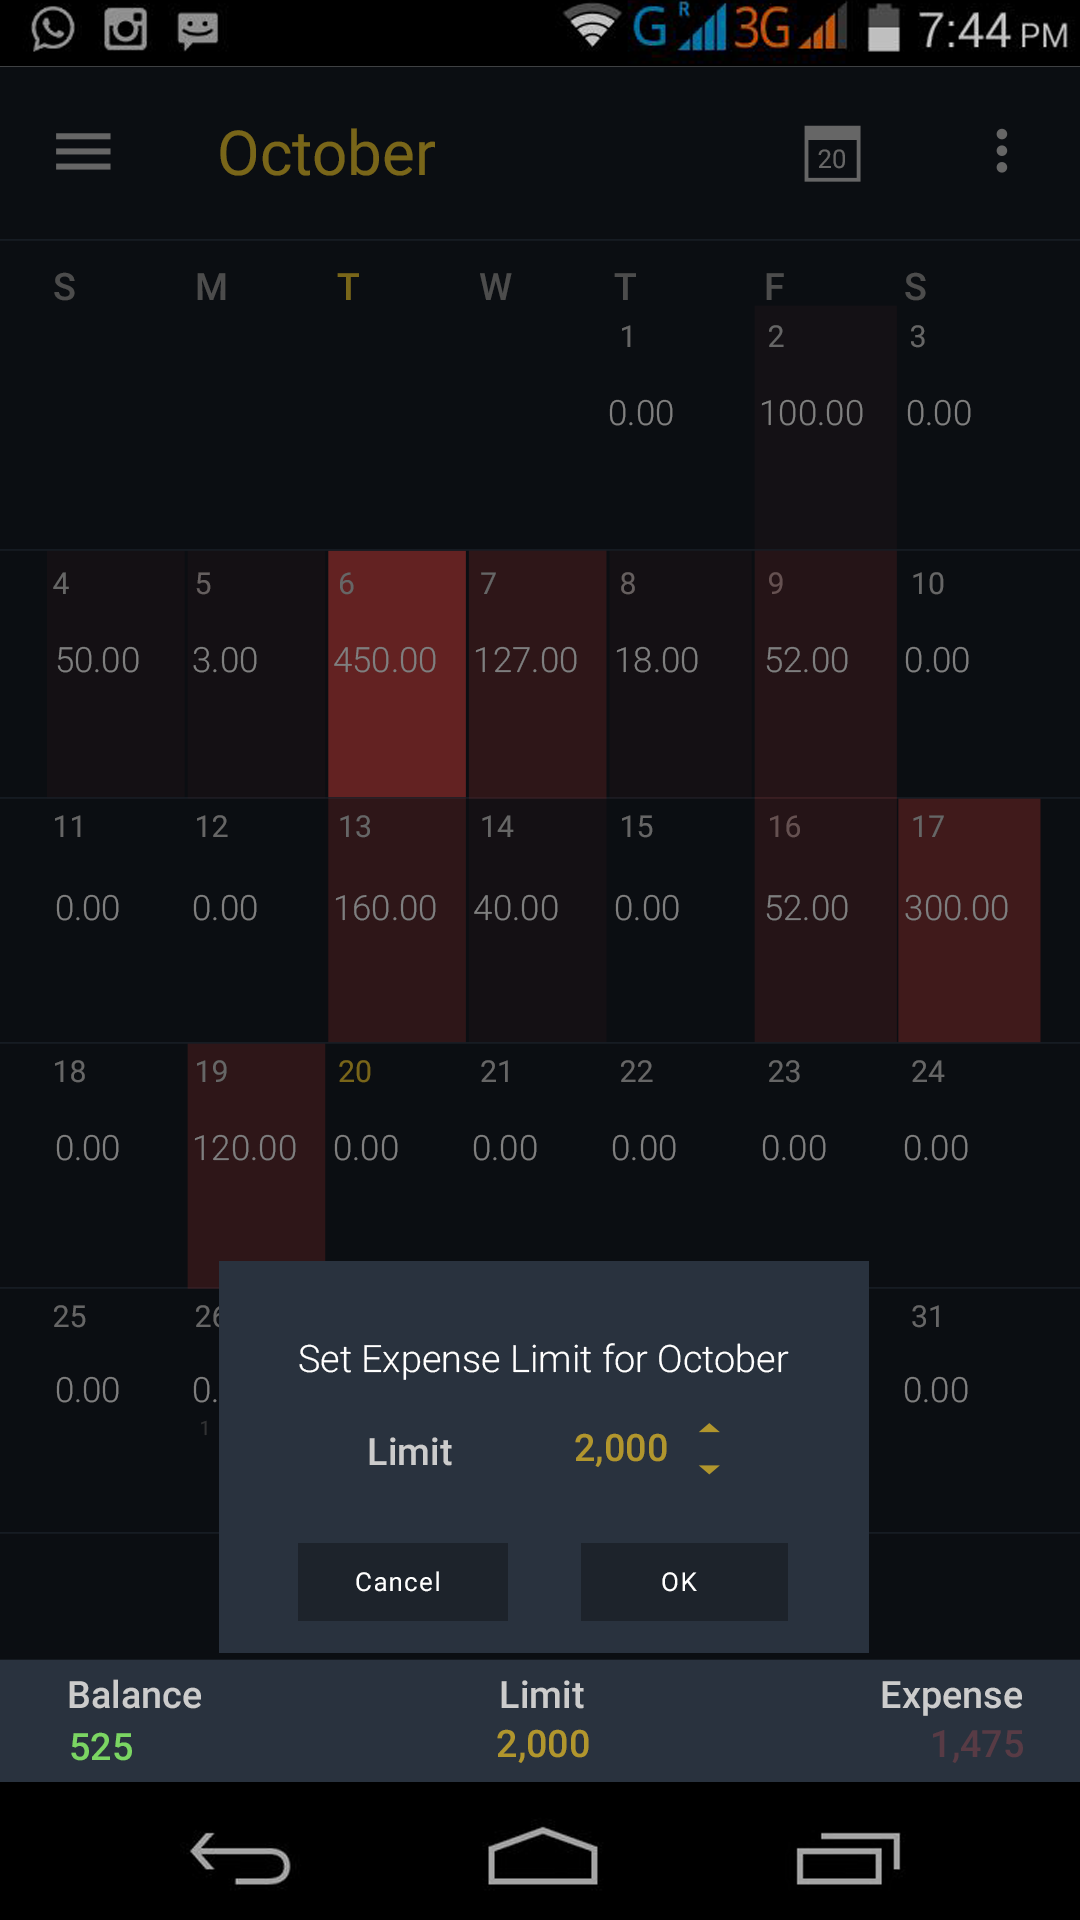 G R 3G 7:44 PM
October 20
S M T W T F S
1 2 3
0.00 100.00 0.00
4 5 6 7 8 9 10
50.00 3.00 450.00 127.00 18.00 52.00 0.00
11 12 13 14 15 16 17
0.00 0.00 160.00 40.00 0.00 52.00 300.00
18 19 20 21 22 23 24
0.00 120.00 0.00 0.00 0.00 0.00 0.00
25 26 31
0.00 0. 0.00
1
Set Expense Limit for October
Limit 2,000
Cancel OK
Balance Limit Expense
525 2,000 1,475